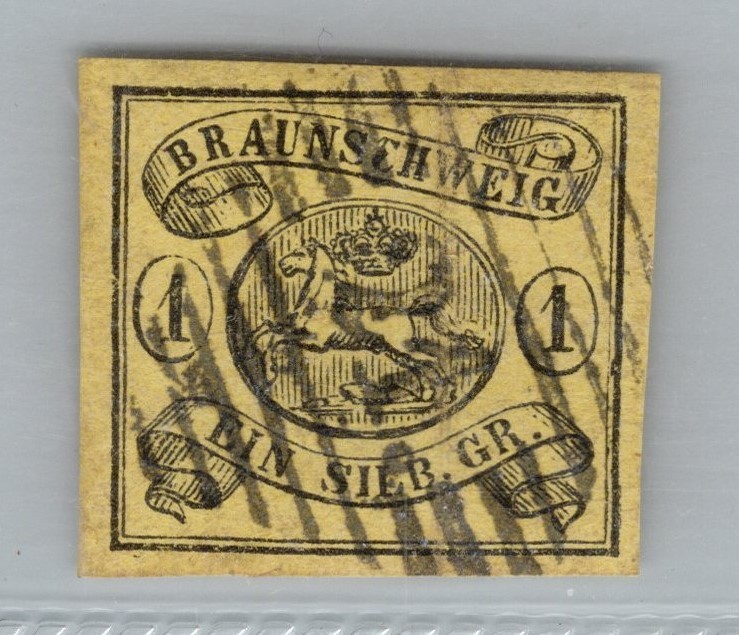 BRAUNSCHWEIG
1 1
EIN SILB. GR.